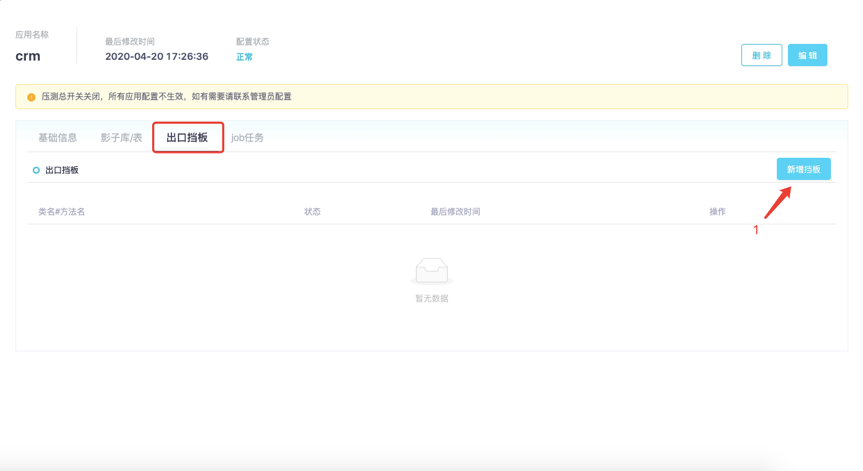 应用名称
crm
最后修改时间
2020-04-20 17:26:36
配置状态
正常
删 除
编 辑
压测总开关关闭，所有应用配置不生效，如有需要请联系管理员配置
基础信息 影子库/表 出口挡板 job任务
出口挡板
新增挡板
类名#方法名 状态 最后修改时间 操作
1
暂无数据